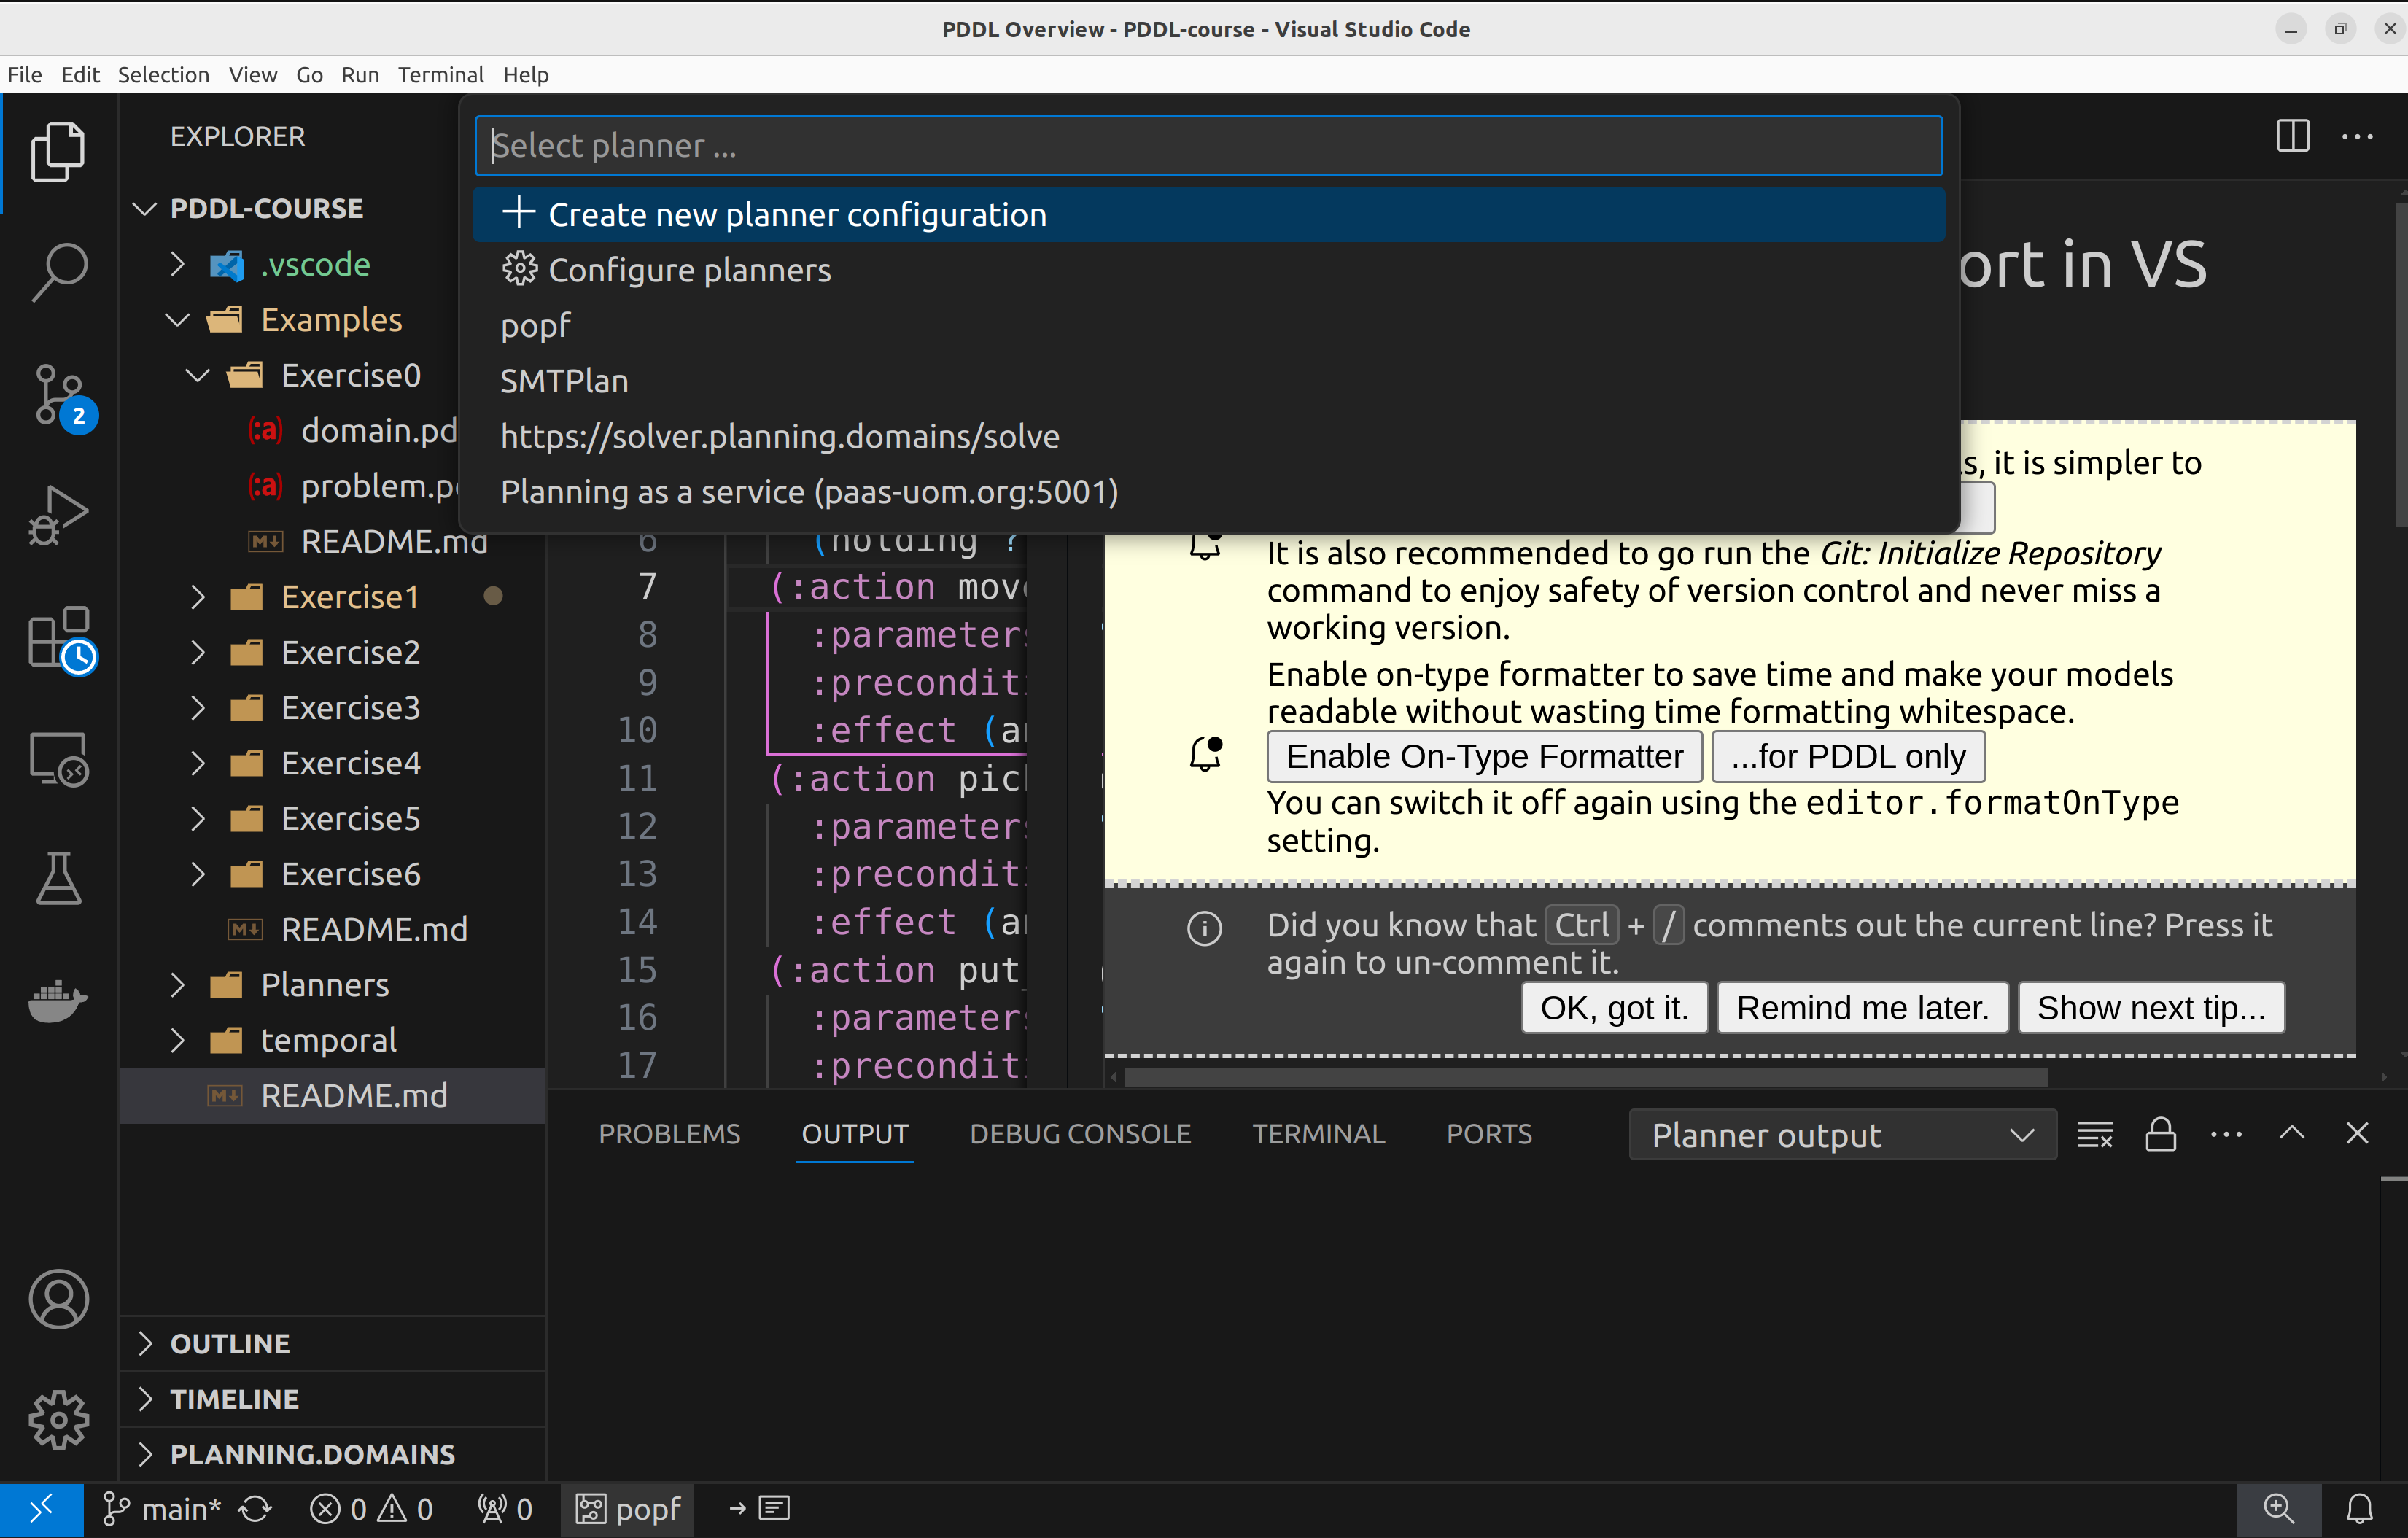 PDDL Overview - PDDL-course - Visual Studio Code
File Edit Selection View Go Run Terminal Help
EXPLORER
PDDL-COURSE
.vscode
Examples
Exercise0
domain.pd
problem.p
README.md
Exercise1
Exercise2
Exercise3
Exercise4
Exercise5
Exercise6
README.md
Planners
temporal
README.md
OUTLINE
TIMELINE
PLANNING.DOMAINS
2
Select planner ...
Create new planner configuration
Configure planners
popf
SMTPlan
https://solver.planning.domains/solve
Planning as a service (paas-uom.org:5001)
6 (holding ?
7 (:action mov
8 :parameters
9 :preconditi
10 :effect (a
11 (:action pic
12 :parameters
13 :preconditi
14 :effect (a
15 (:action put_
16 :parameters
17 :preconditi
ort in VS
s, it is simpler to
It is also recommended to go run the Git: Initialize Repository
command to enjoy safety of version control and never miss a
working version.
Enable on-type formatter to save time and make your models
readable without wasting time formatting whitespace.
Enable On-Type Formatter ...for PDDL only
You can switch it off again using the editor.formatOnType
setting.
Did you know that Ctrl + / comments out the current line? Press it
again to un-comment it.
OK, got it. Remind me later. Show next tip...
PROBLEMS OUTPUT DEBUG CONSOLE TERMINAL PORTS Planner output
main* 0 0 0 popf